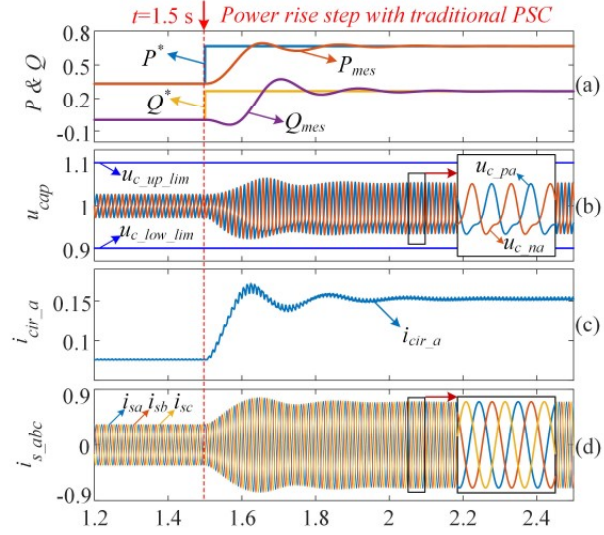 t=1.5 s Power rise step with traditional PSC
0.8
0.5
0.2
-0.1
P & Q
P*
Q*
P_mes
Q_mes
(a)
1.1
1
0.9
u_cap
u_c_up_lim
u_c_low_lim
u_c_pa
u_c_na
(b)
0.15
0.1
i_cir_a
i_cir_a
(c)
0.9
0
-0.9
i_s_abc
i_sa i_sb i_sc
(d)
1.2 1.4 1.6 1.8 2 2.2 2.4